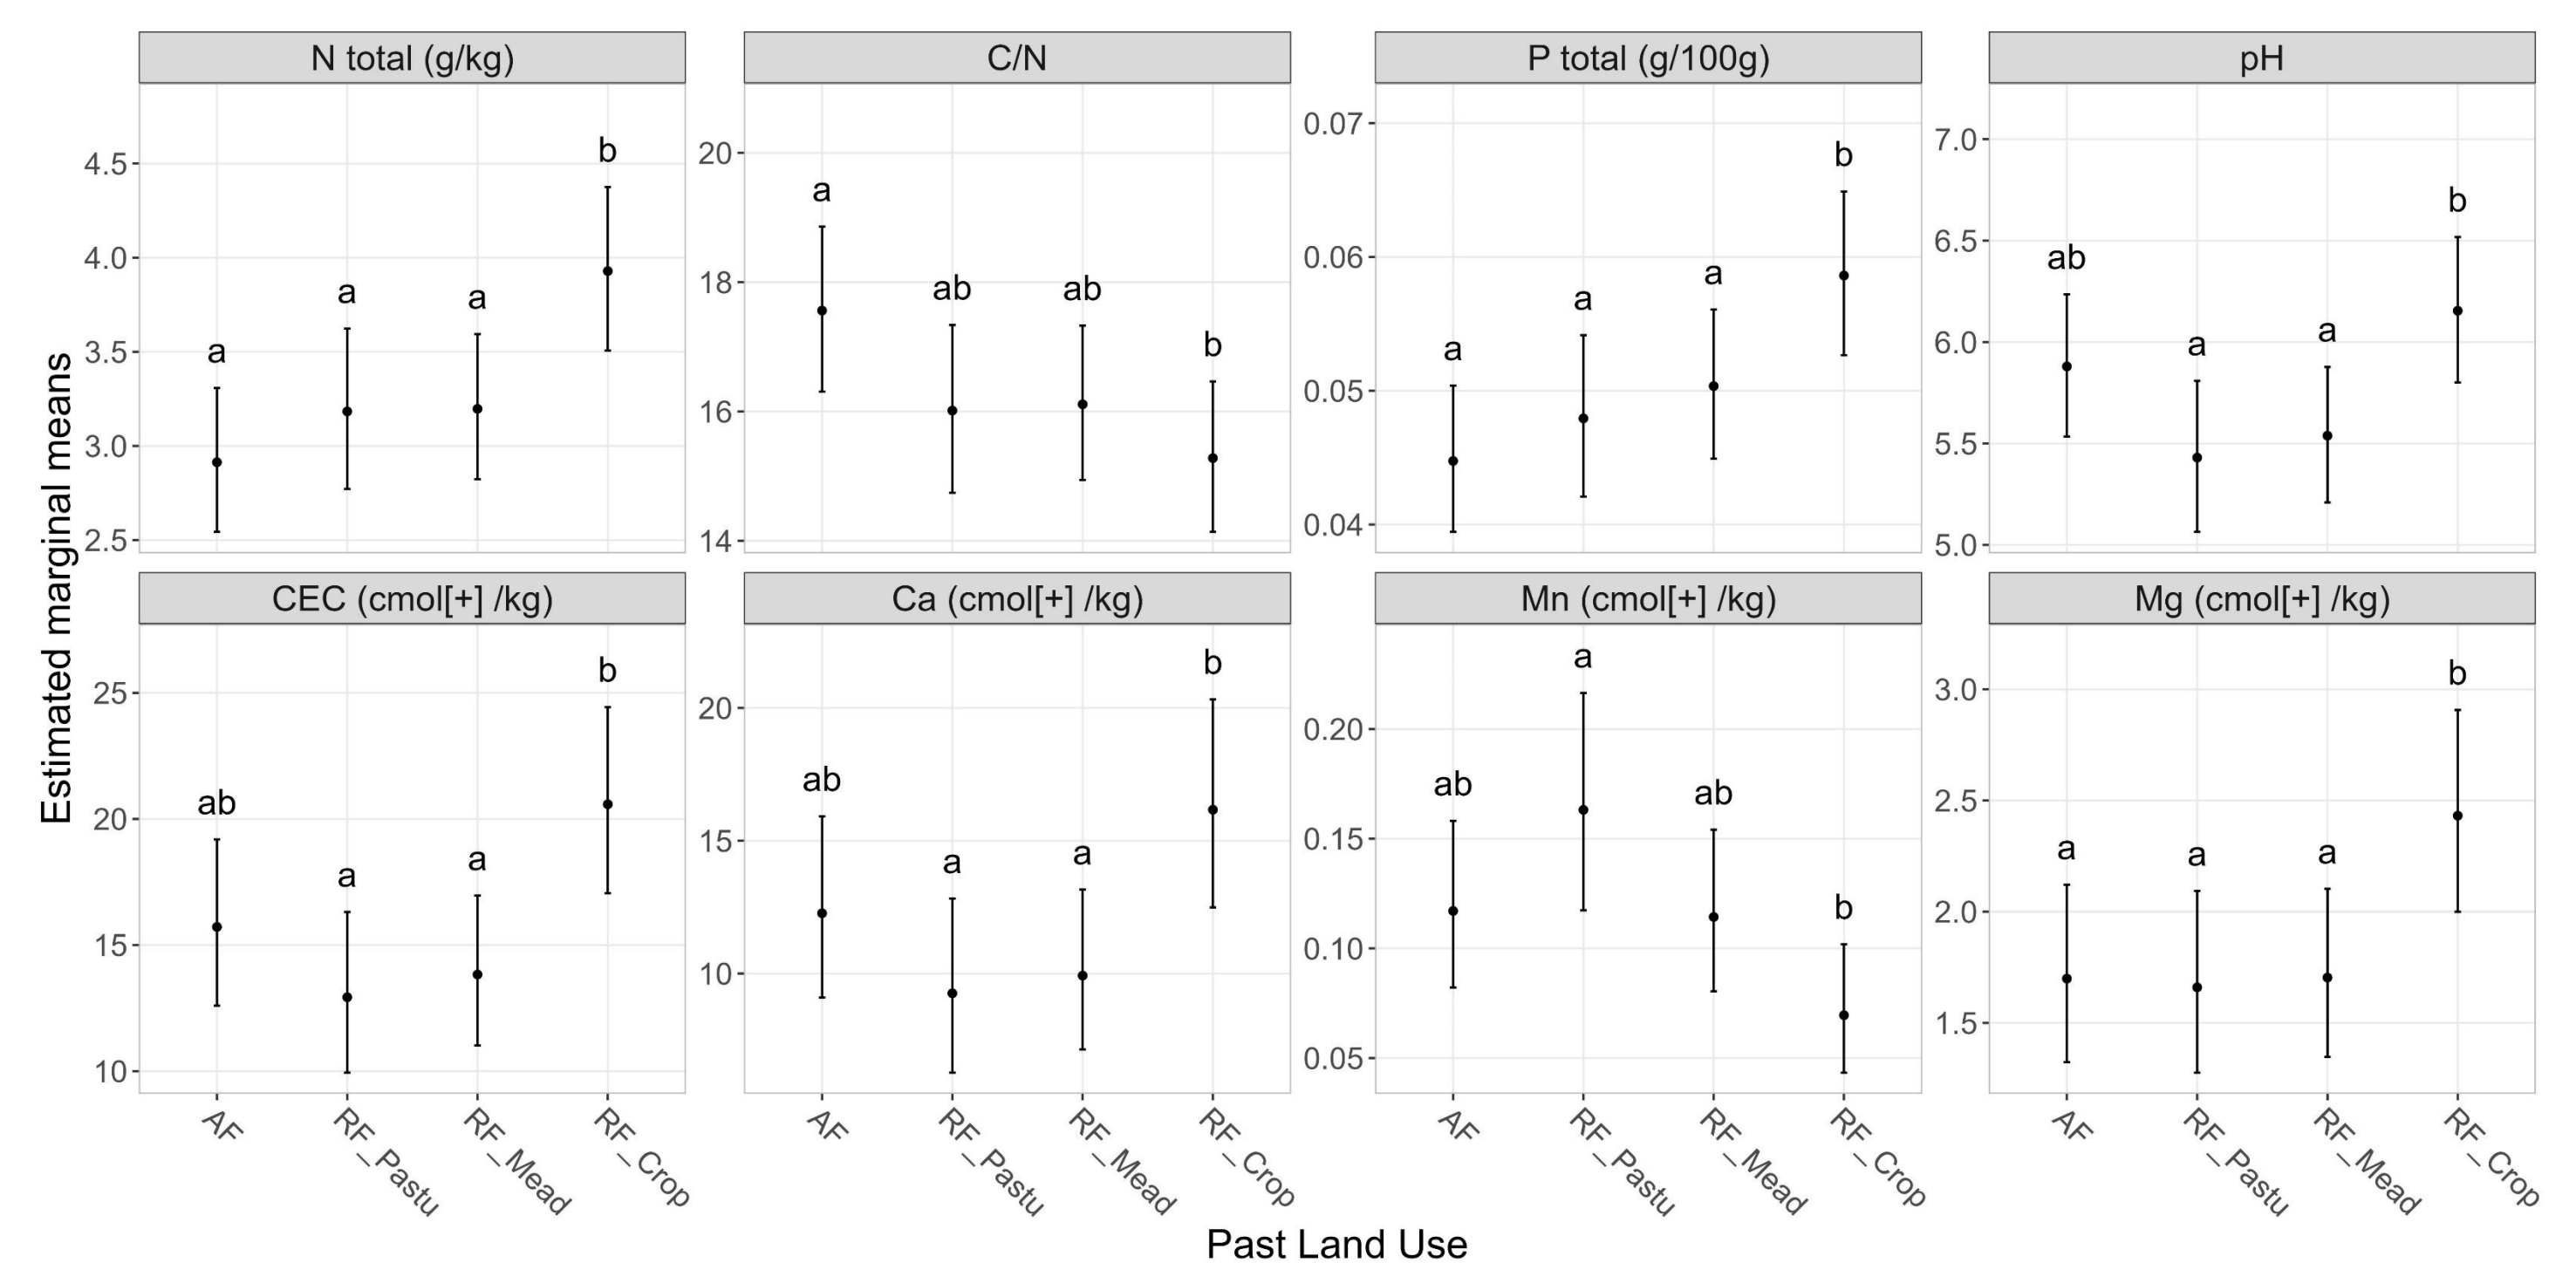 N total (g/kg)
C/N
P total (g/100g)
pH
4.5
4.0
3.5
3.0
2.5
a
a
a
b
20
18
16
14
a
ab
ab
b
0.07
0.06
0.05
0.04
a
a
a
b
7.0
6.5
6.0
5.5
5.0
ab
a
a
b
Estimated marginal means
CEC (cmol[+] /kg)
Ca (cmol[+] /kg)
Mn (cmol[+] /kg)
Mg (cmol[+] /kg)
25
20
15
10
ab
a
a
b
20
15
10
ab
a
a
b
0.20
0.15
0.10
0.05
ab
a
ab
b
3.0
2.5
2.0
1.5
a
a
a
b
AF
RF_Pastu
RF_Mead
RF_Crop
AF
RF_Pastu
RF_Mead
RF_Crop
AF
RF_Pastu
RF_Mead
RF_Crop
AF
RF_Pastu
RF_Mead
RF_Crop
Past Land Use